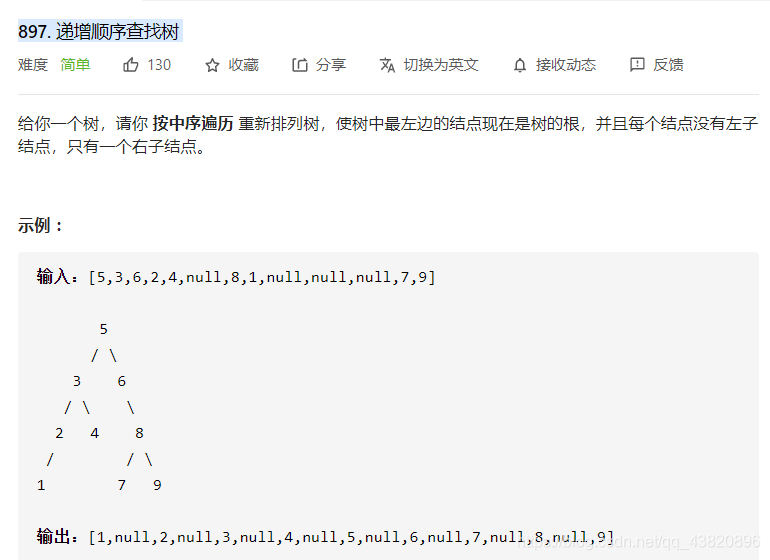 897. 递增顺序查找树
难度 简单 130 收藏 分享 切换为英文 接收动态 反馈
给你一个树，请你 按中序遍历 重新排列树，使树中最左边的结点现在是树的根，并且每个结点没有左子
结点，只有一个右子结点。
示例：
输入：[5,3,6,2,4,null,8,1,null,null,null,7,9]
5
/ \
3 6
/ \ \
2 4 8
/ / \
1 7 9
输出：[1,null,2,null,3,null,4,null,5,null,6,null,7,null,8,null,9]
https://blog.csdn.net/qq_43820896